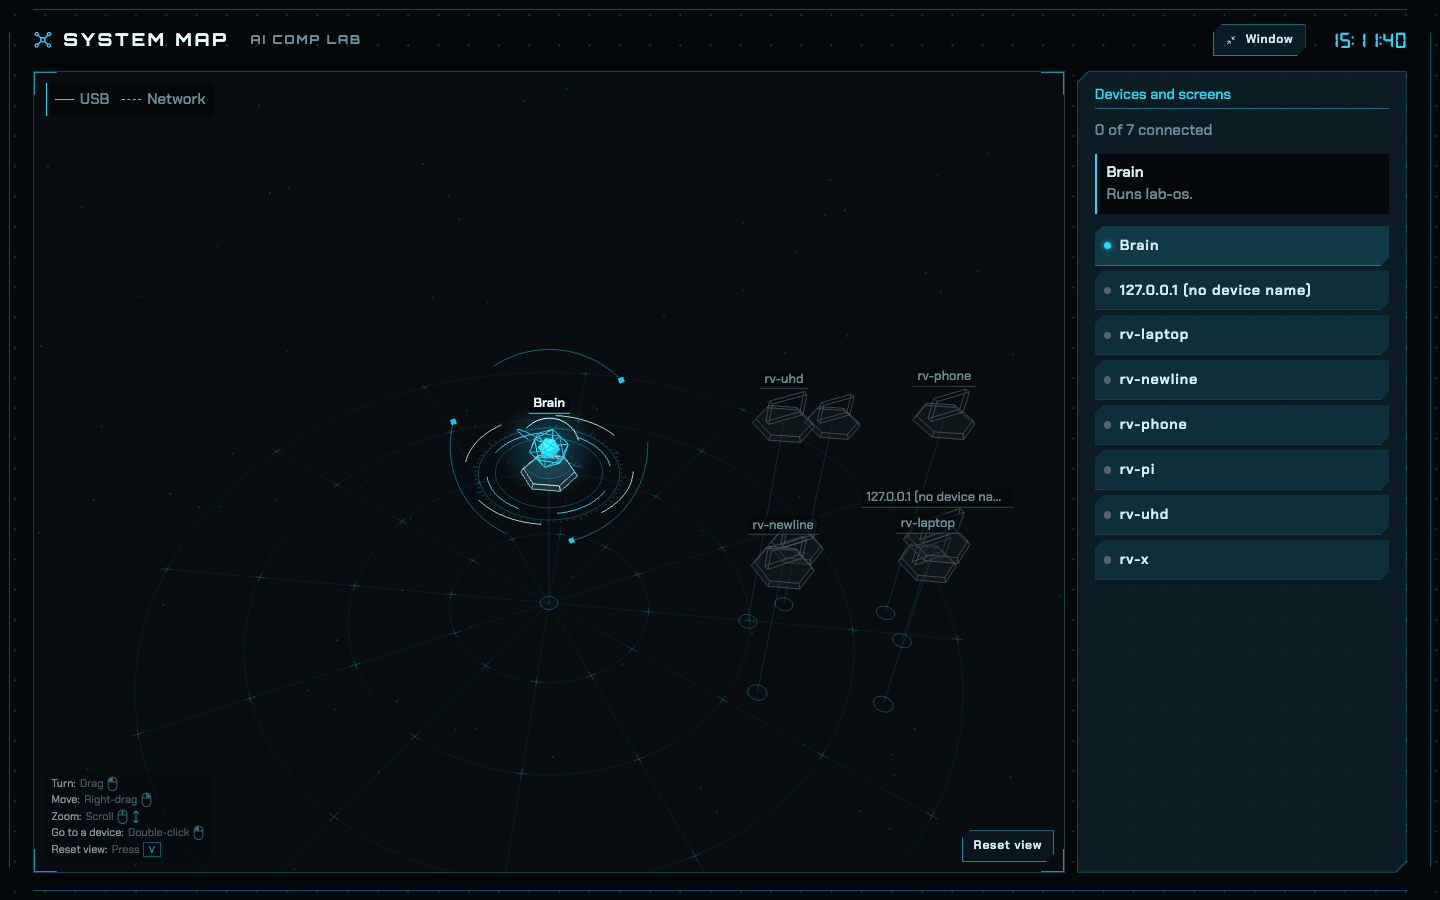 SYSTEM MAP AI COMP LAB
Window
15:11:40
USB Network
Brain
rv-uhd
rv-phone
127.0.0.1 (no device na...
rv-newline
rv-laptop
Turn: Drag
Move: Right-drag
Zoom: Scroll
Go to a device: Double-click
Reset view: Press V
Reset view
Devices and screens
0 of 7 connected
Brain
Runs lab-os.
Brain
127.0.0.1 (no device name)
rv-laptop
rv-newline
rv-phone
rv-pi
rv-uhd
rv-x